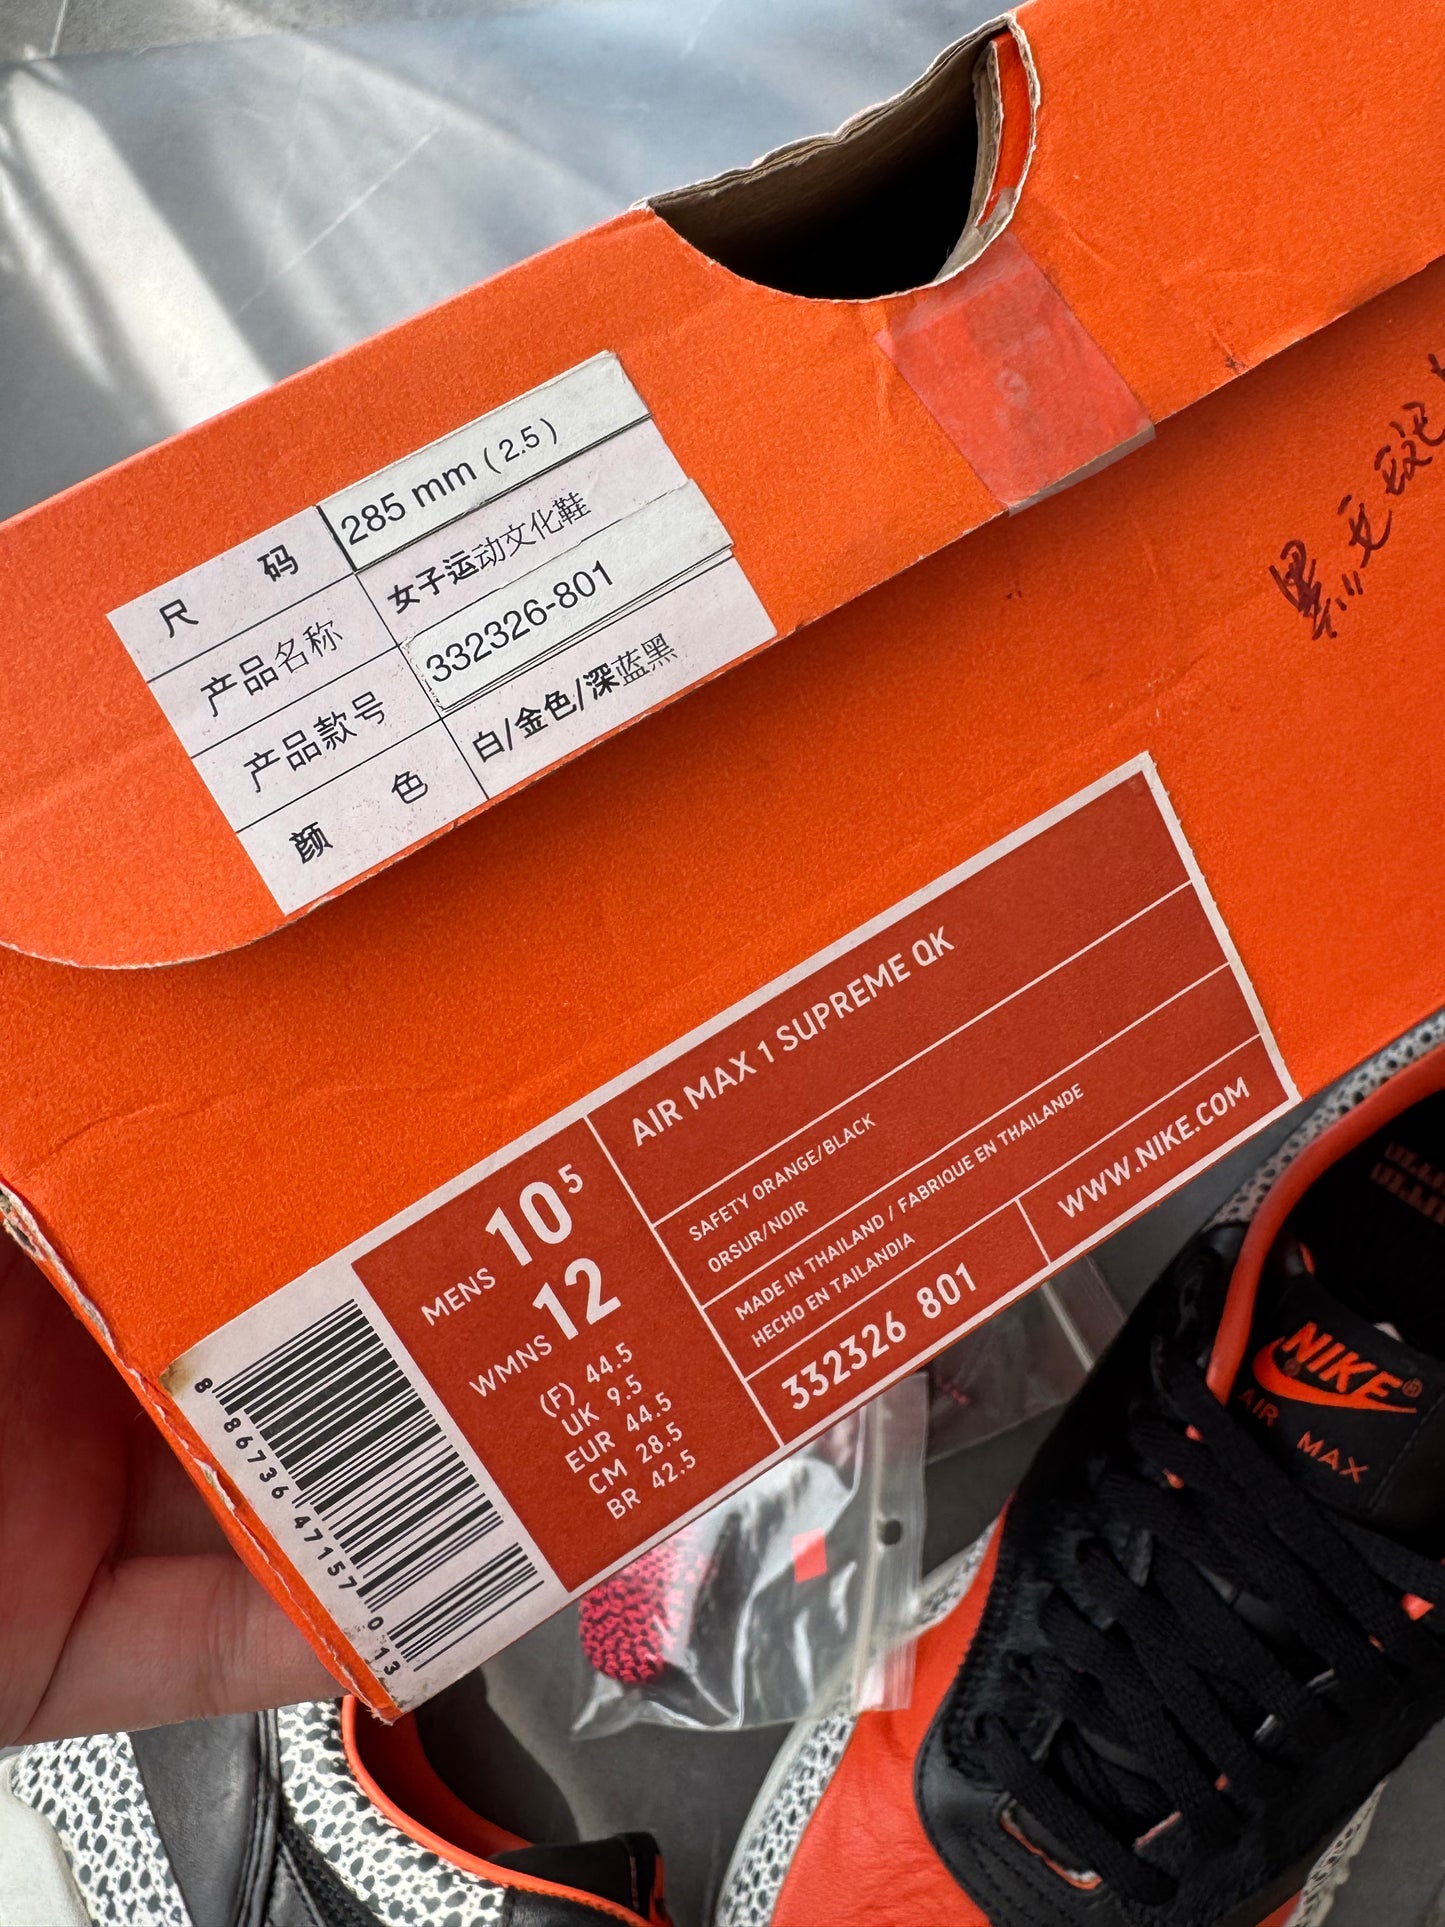 尺 码 285 mm ( 2.5 )
产品名称 女子运动文化鞋
产品款号 332326-801
颜 色 白/金色/深蓝黑
AIR MAX 1 SUPREME QK
SAFETY ORANGE/BLACK
ORSUR/NOIR
MADE IN THAILAND / FABRIQUE EN THAILANDE
HECHO EN TAILANDIA
332326 801
WWW.NIKE.COM
MENS 10⁵
WMNS 12
(F) 44.5
UK 9.5
EUR 44.5
CM 28.5
BR 42.5
8 86736 47157 0 13
NIKE®
AIR MAX